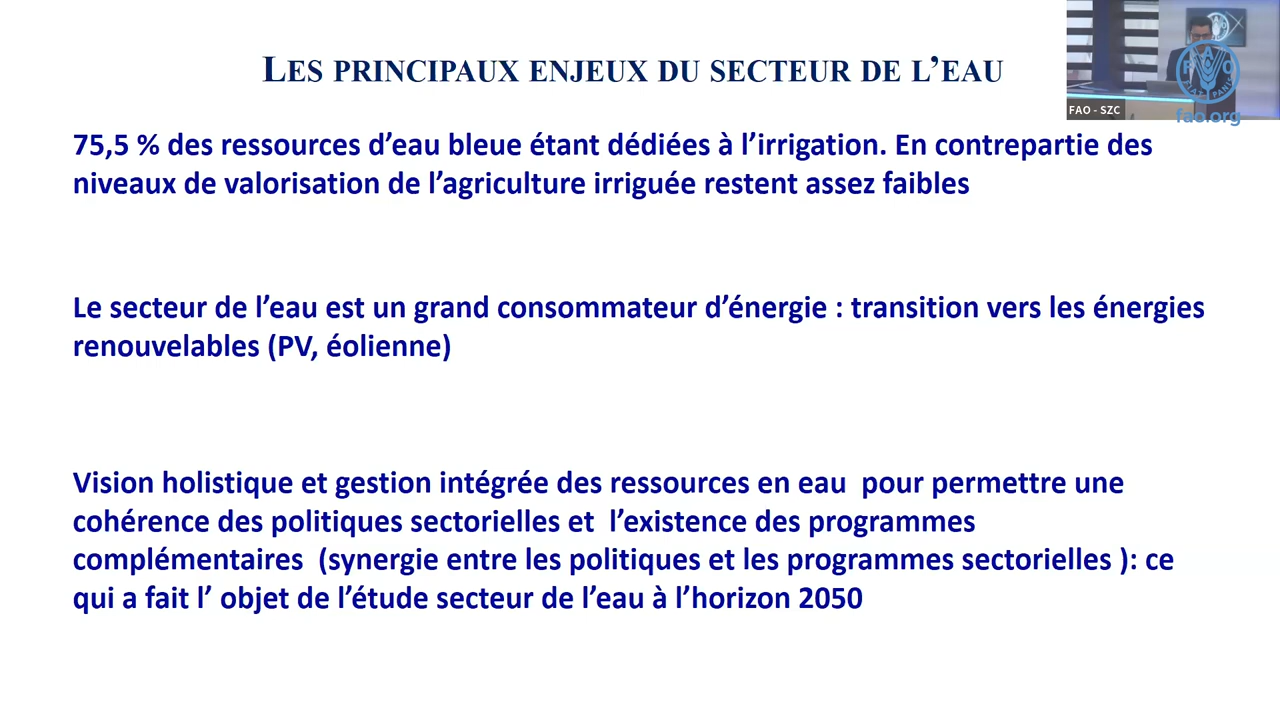 LES PRINCIPAUX ENJEUX DU SECTEUR DE L’EAU
FAO - SZC
fao.org
75,5 % des ressources d’eau bleue étant dédiées à l’irrigation. En contrepartie des
niveaux de valorisation de l’agriculture irriguée restent assez faibles
Le secteur de l’eau est un grand consommateur d’énergie : transition vers les énergies
renouvelables (PV, éolienne)
Vision holistique et gestion intégrée des ressources en eau  pour permettre une
cohérence des politiques sectorielles et  l’existence des programmes
complémentaires  (synergie entre les politiques et les programmes sectorielles ): ce
qui a fait l’ objet de l’étude secteur de l’eau à l’horizon 2050